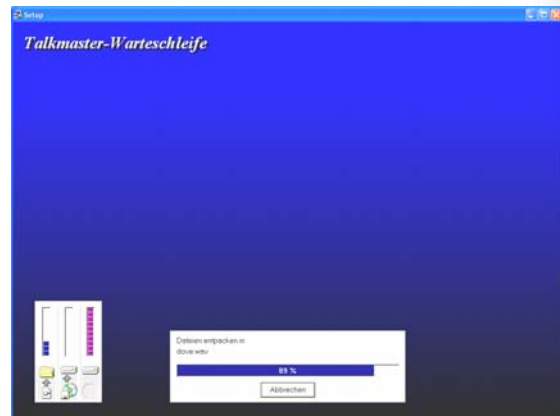 Setup
Talkmaster-Warteschleife
Dateien entpacken in
dove.wav
89 %
Abbrechen